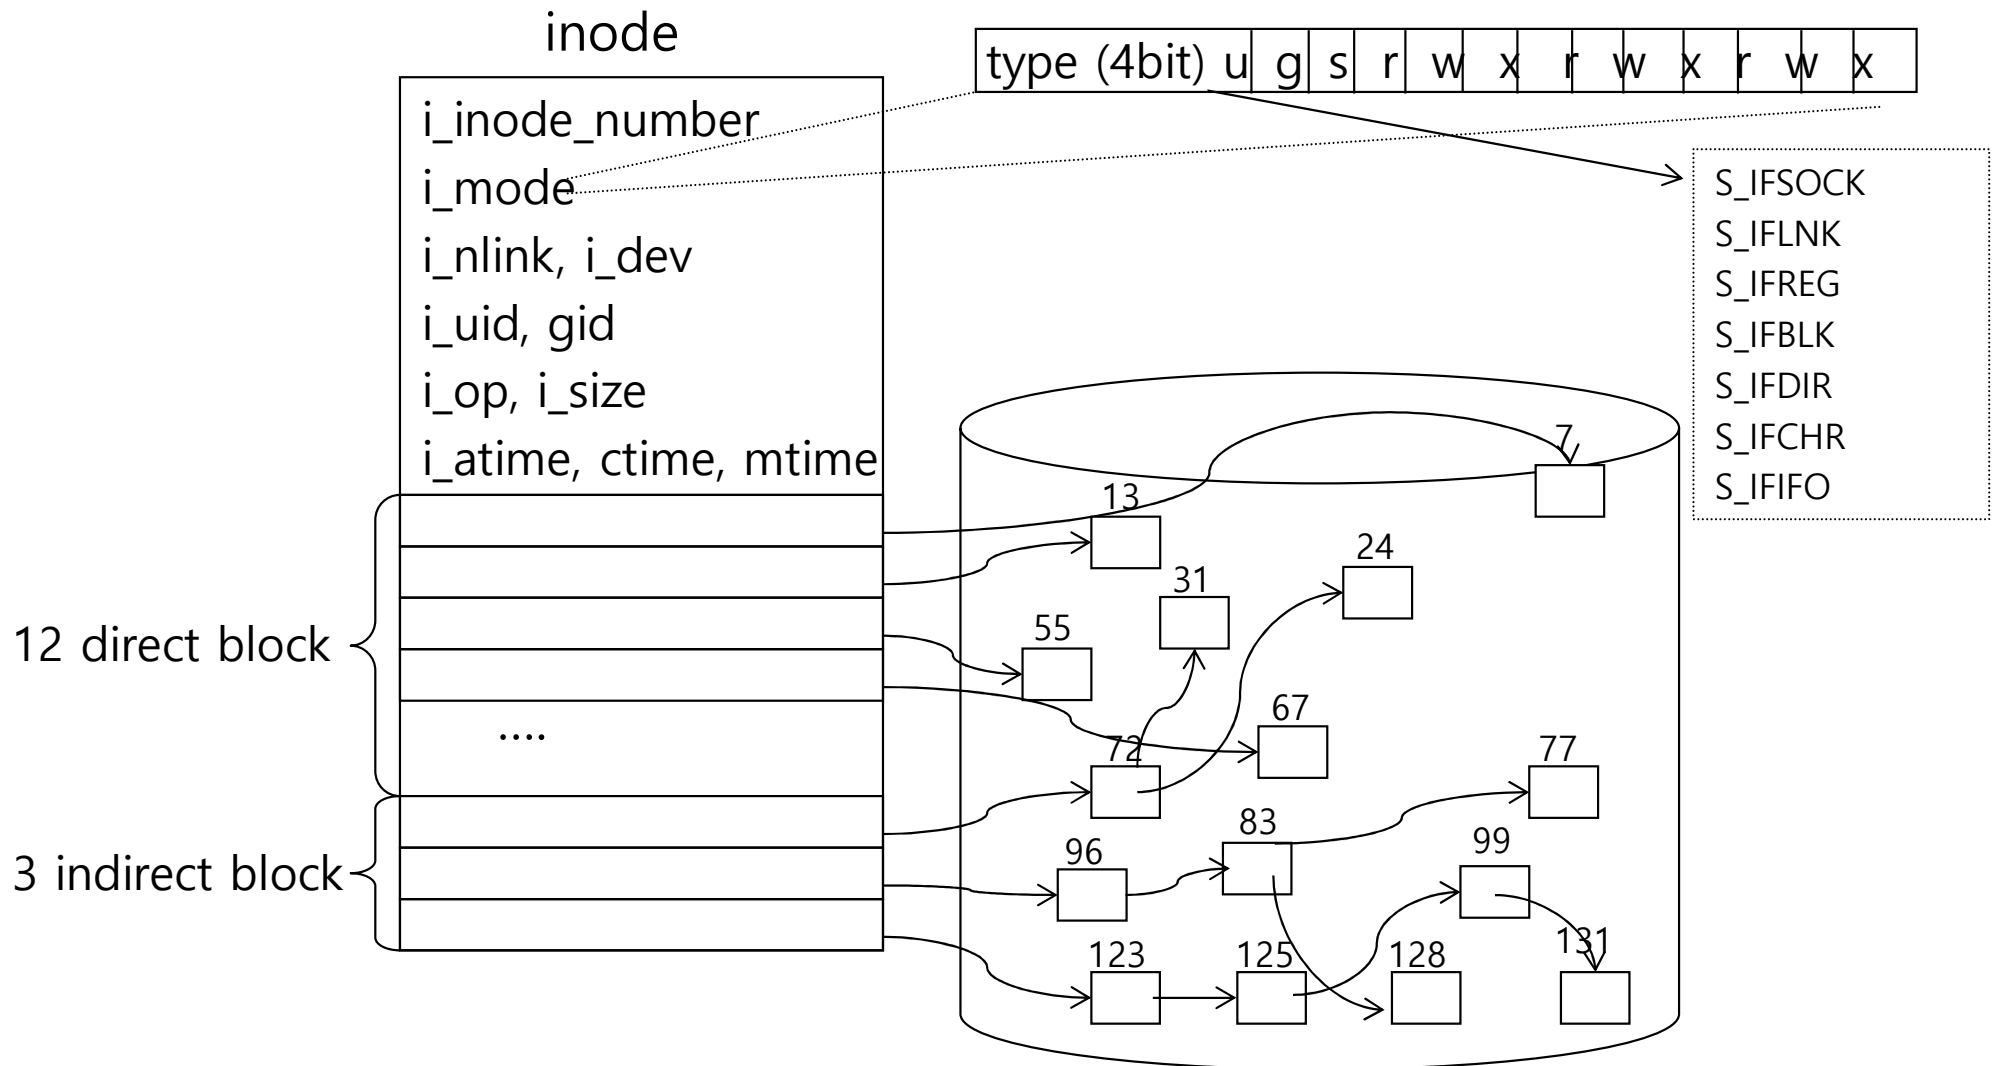 inode
type (4bit) u g s r w x r w x r w x
i_inode_number
i_mode
i_nlink, i_dev
i_uid, gid
i_op, i_size
i_atime, ctime, mtime
S_IFSOCK
S_IFLNK
S_IFREG
S_IFBLK
S_IFDIR
S_IFCHR
S_IFIFO
12 direct block
....
3 indirect block
7
13
24
31
55
67
72
77
83
99
96
123
125
128
131